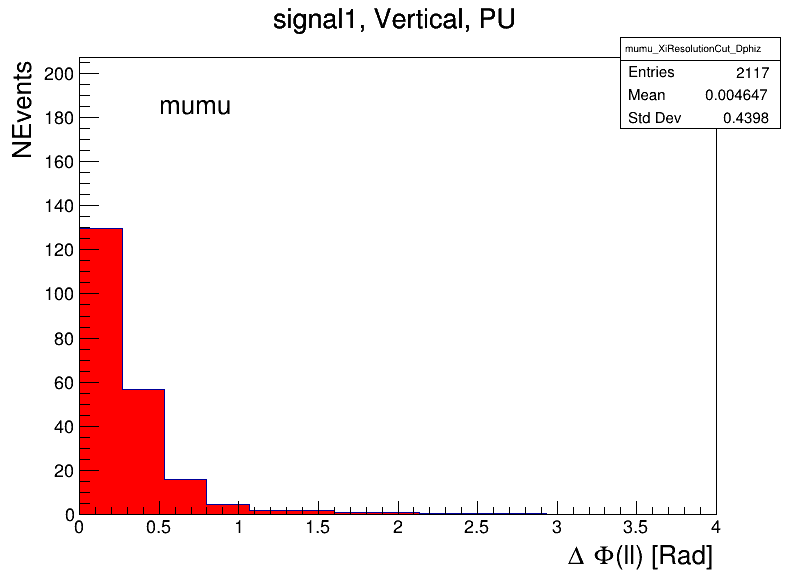 signal1, Vertical, PU
mumu_XiResolutionCut_Dphiz
Entries 2117
Mean 0.004647
Std Dev 0.4398
NEvents
mumu
200
180
160
140
120
100
80
60
40
20
0
0 0.5 1 1.5 2 2.5 3 3.5 4
Δ Φ(ll) [Rad]